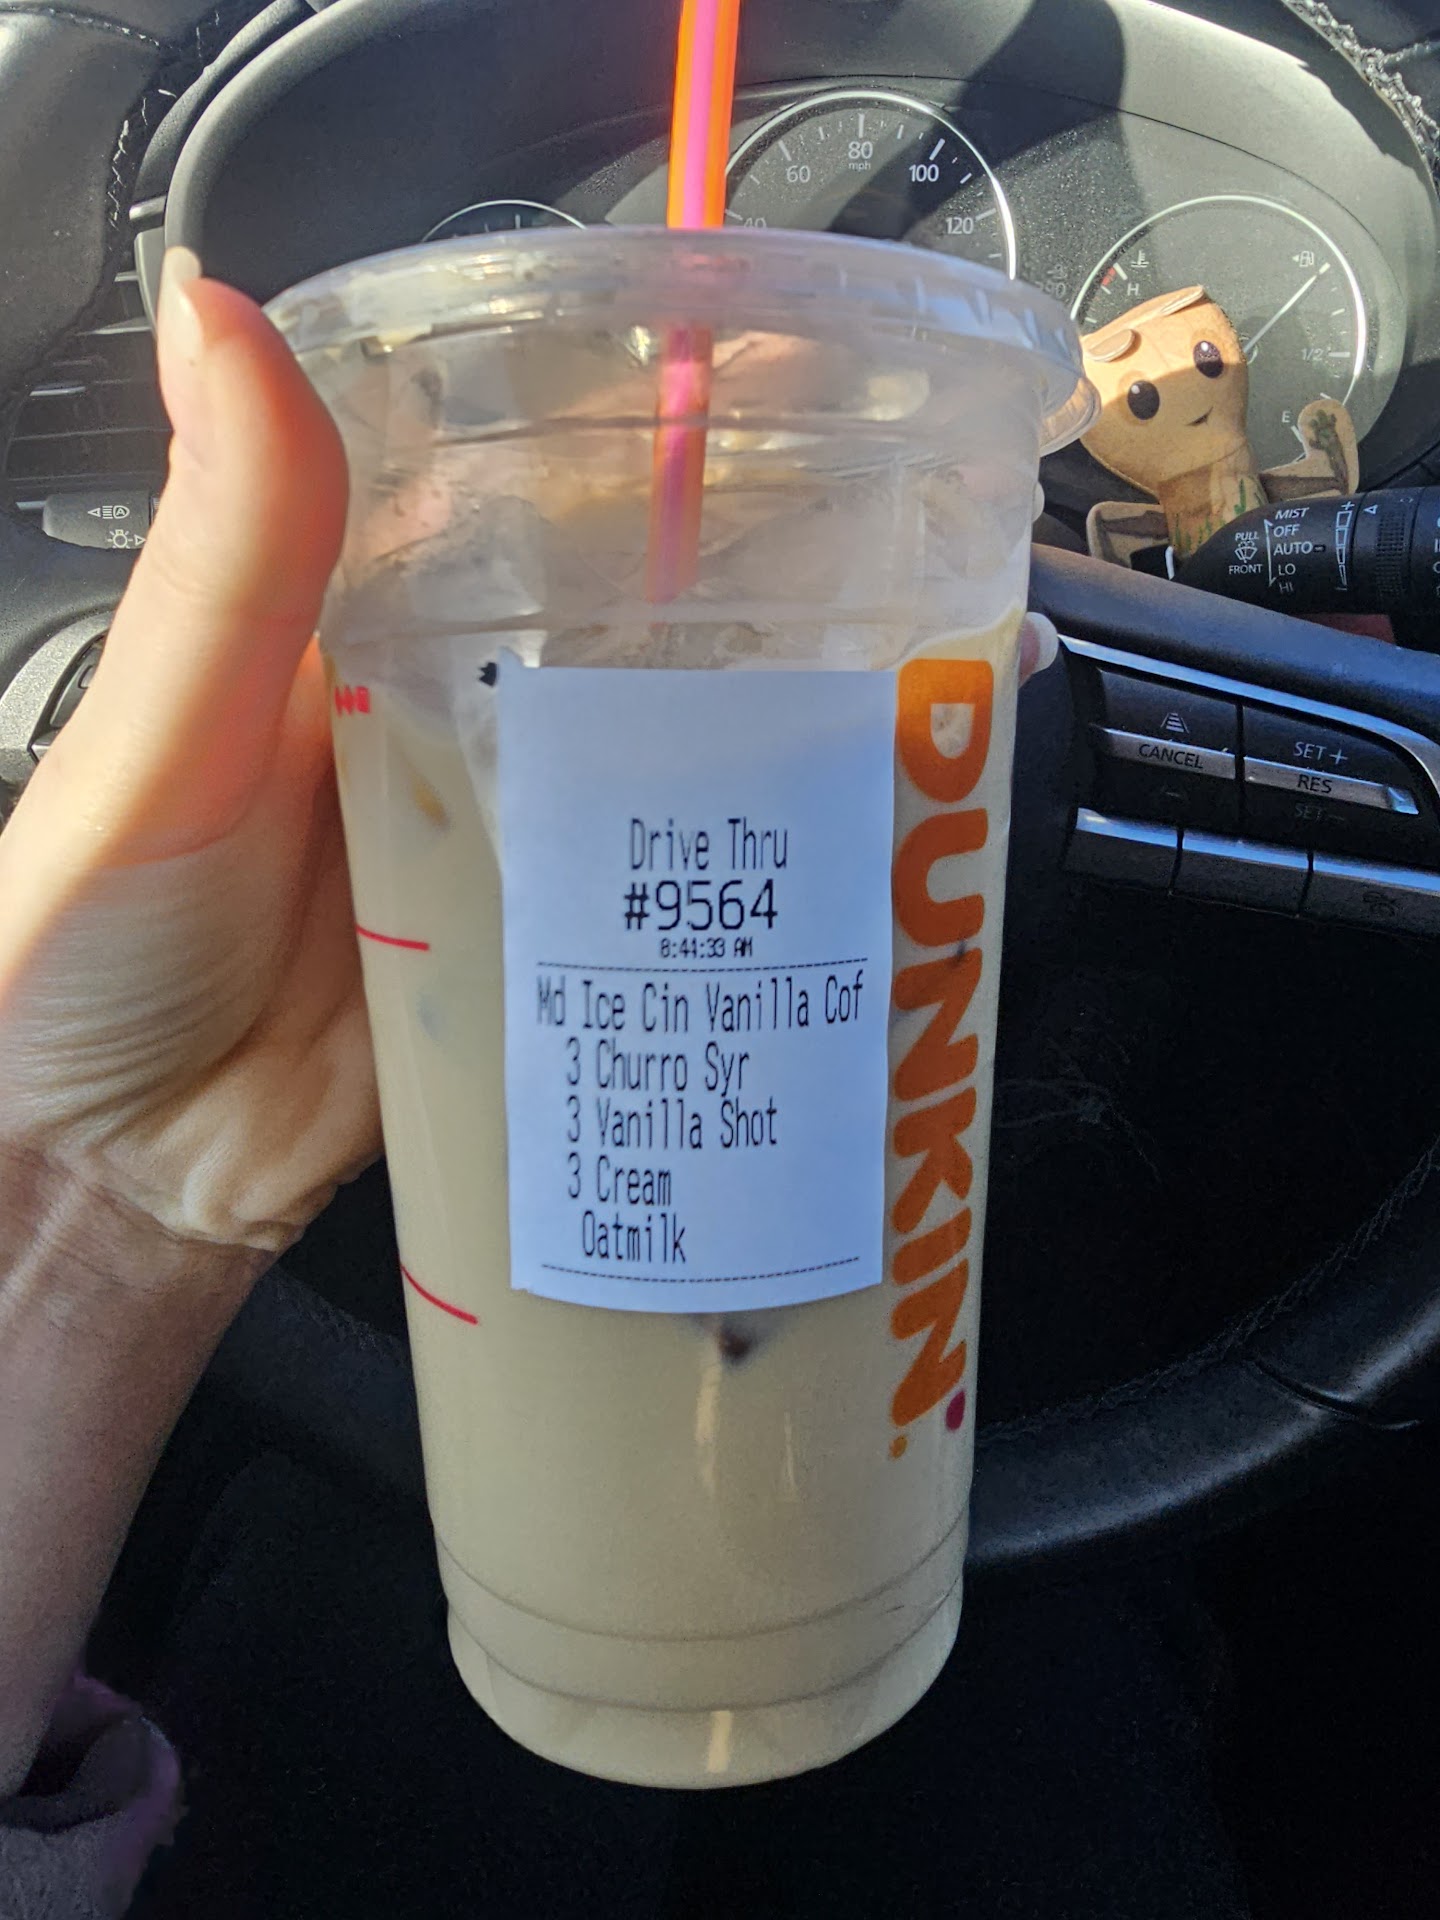 80
mph
60
100
40
120
H
1/2
E
MIST
PULL
OFF
AUTO
FRONT
LO
HI
SET +
CANCEL
RES
SET -
Drive Thru
#9564
8:44:33 AM
Md Ice Cin Vanilla Cof
3 Churro Syr
3 Vanilla Shot
3 Cream
Oatmilk
DUNKIN'